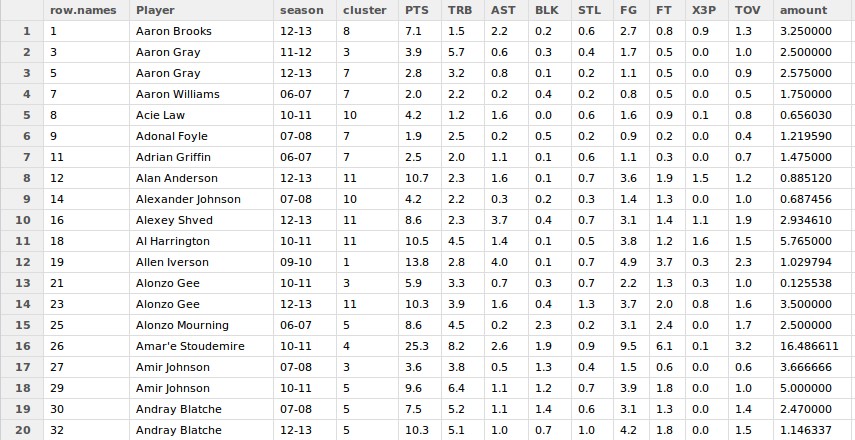 row.names Player season cluster PTS TRB AST BLK STL FG FT X3P TOV amount
1 1 Aaron Brooks 12-13 8 7.1 1.5 2.2 0.2 0.6 2.7 0.8 0.9 1.3 3.250000
2 3 Aaron Gray 11-12 3 3.9 5.7 0.6 0.3 0.4 1.7 0.5 0.0 1.0 2.500000
3 5 Aaron Gray 12-13 7 2.8 3.2 0.8 0.1 0.2 1.1 0.5 0.0 0.9 2.575000
4 7 Aaron Williams 06-07 7 2.0 2.2 0.2 0.4 0.2 0.8 0.5 0.0 0.5 1.750000
5 8 Acie Law 10-11 10 4.2 1.2 1.6 0.0 0.6 1.6 0.9 0.1 0.8 0.656030
6 9 Adonal Foyle 07-08 7 1.9 2.5 0.2 0.5 0.2 0.9 0.2 0.0 0.4 1.219590
7 11 Adrian Griffin 06-07 7 2.5 2.0 1.1 0.1 0.6 1.1 0.3 0.0 0.7 1.475000
8 12 Alan Anderson 12-13 11 10.7 2.3 1.6 0.1 0.7 3.6 1.9 1.5 1.2 0.885120
9 14 Alexander Johnson 07-08 10 4.2 2.2 0.3 0.2 0.3 1.4 1.3 0.0 1.0 0.687456
10 16 Alexey Shved 12-13 11 8.6 2.3 3.7 0.4 0.7 3.1 1.4 1.1 1.9 2.934610
11 18 Al Harrington 10-11 11 10.5 4.5 1.4 0.1 0.5 3.8 1.2 1.6 1.5 5.765000
12 19 Allen Iverson 09-10 1 13.8 2.8 4.0 0.1 0.7 4.9 3.7 0.3 2.3 1.029794
13 21 Alonzo Gee 10-11 3 5.9 3.3 0.7 0.3 0.7 2.2 1.3 0.3 1.0 0.125538
14 23 Alonzo Gee 12-13 11 10.3 3.9 1.6 0.4 1.3 3.7 2.0 0.8 1.6 3.500000
15 25 Alonzo Mourning 06-07 5 8.6 4.5 0.2 2.3 0.2 3.1 2.4 0.0 1.7 2.500000
16 26 Amar'e Stoudemire 10-11 4 25.3 8.2 2.6 1.9 0.9 9.5 6.1 0.1 3.2 16.486611
17 27 Amir Johnson 07-08 3 3.6 3.8 0.5 1.3 0.4 1.5 0.6 0.0 0.6 3.666666
18 29 Amir Johnson 10-11 5 9.6 6.4 1.1 1.2 0.7 3.9 1.8 0.0 1.0 5.000000
19 30 Andray Blatche 07-08 5 7.5 5.2 1.1 1.4 0.6 3.1 1.3 0.0 1.4 2.470000
20 32 Andray Blatche 12-13 5 10.3 5.1 1.0 0.7 1.0 4.2 1.8 0.0 1.5 1.146337